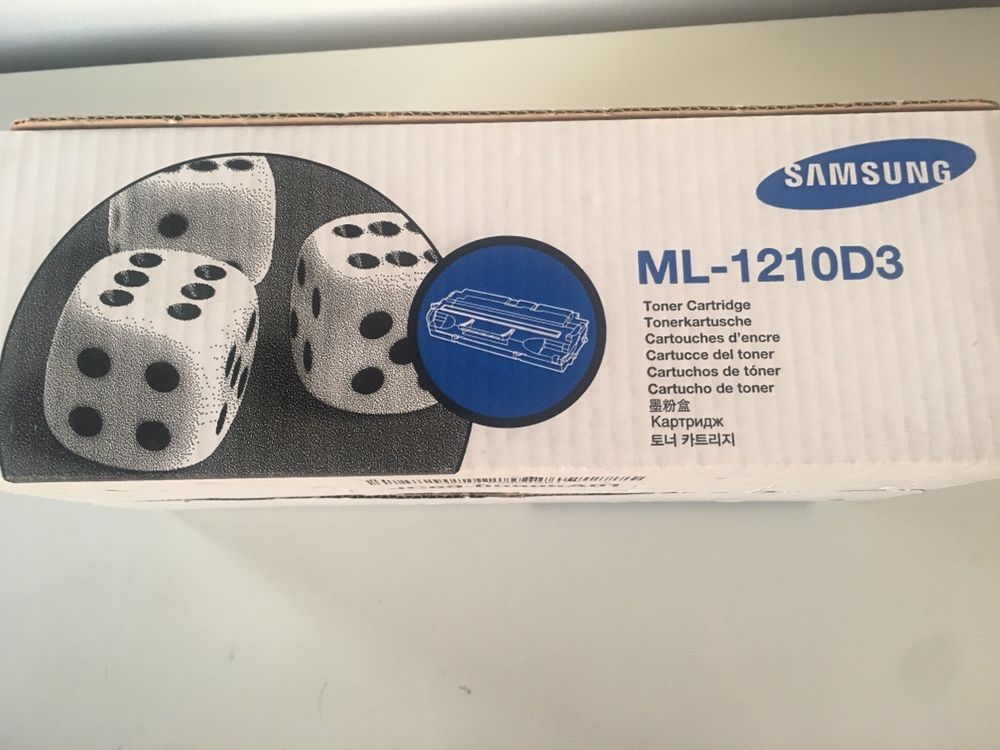 SAMSUNG
ML-1210D3
Toner Cartridge
Tonerkartusche
Cartouches d'encre
Cartucce del toner
Cartuchos de tóner
Cartucho de toner
墨粉盒
Картридж
토너 카트리지